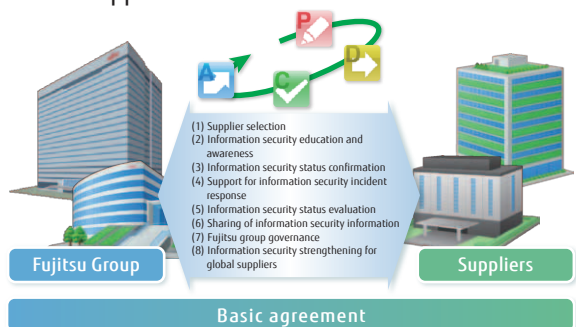 P
D
A
C
(1) Supplier selection
(2) Information security education and
awareness
(3) Information security status confirmation
(4) Support for information security incident
response
(5) Information security status evaluation
(6) Sharing of information security information
(7) Fujitsu group governance
(8) Information security strengthening for
global suppliers
Fujitsu Group
Suppliers
Basic agreement